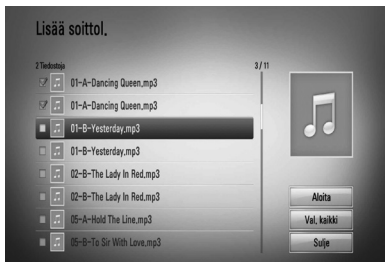 Lisää soittol.
2 Tiedostoja
3/11
01-A-Dancing Queen.mp3
01-A-Dancing Queen.mp3
01-B-Yesterday.mp3
01-B-Yesterday.mp3
02-B-The Lady In Red.mp3
02-B-The Lady In Red.mp3
05-A-Hold The Line.mp3
05-B-To Sir With Love.mp3
Aloita
Val. kaikki
Sulje